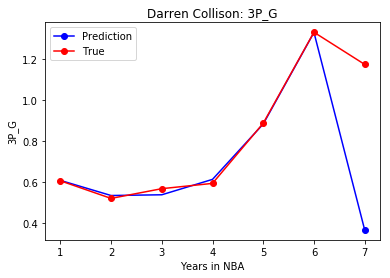 Darren Collison: 3P_G
Prediction
True
3P_G
1.2
1.0
0.8
0.6
0.4
1 2 3 4 5 6 7
Years in NBA